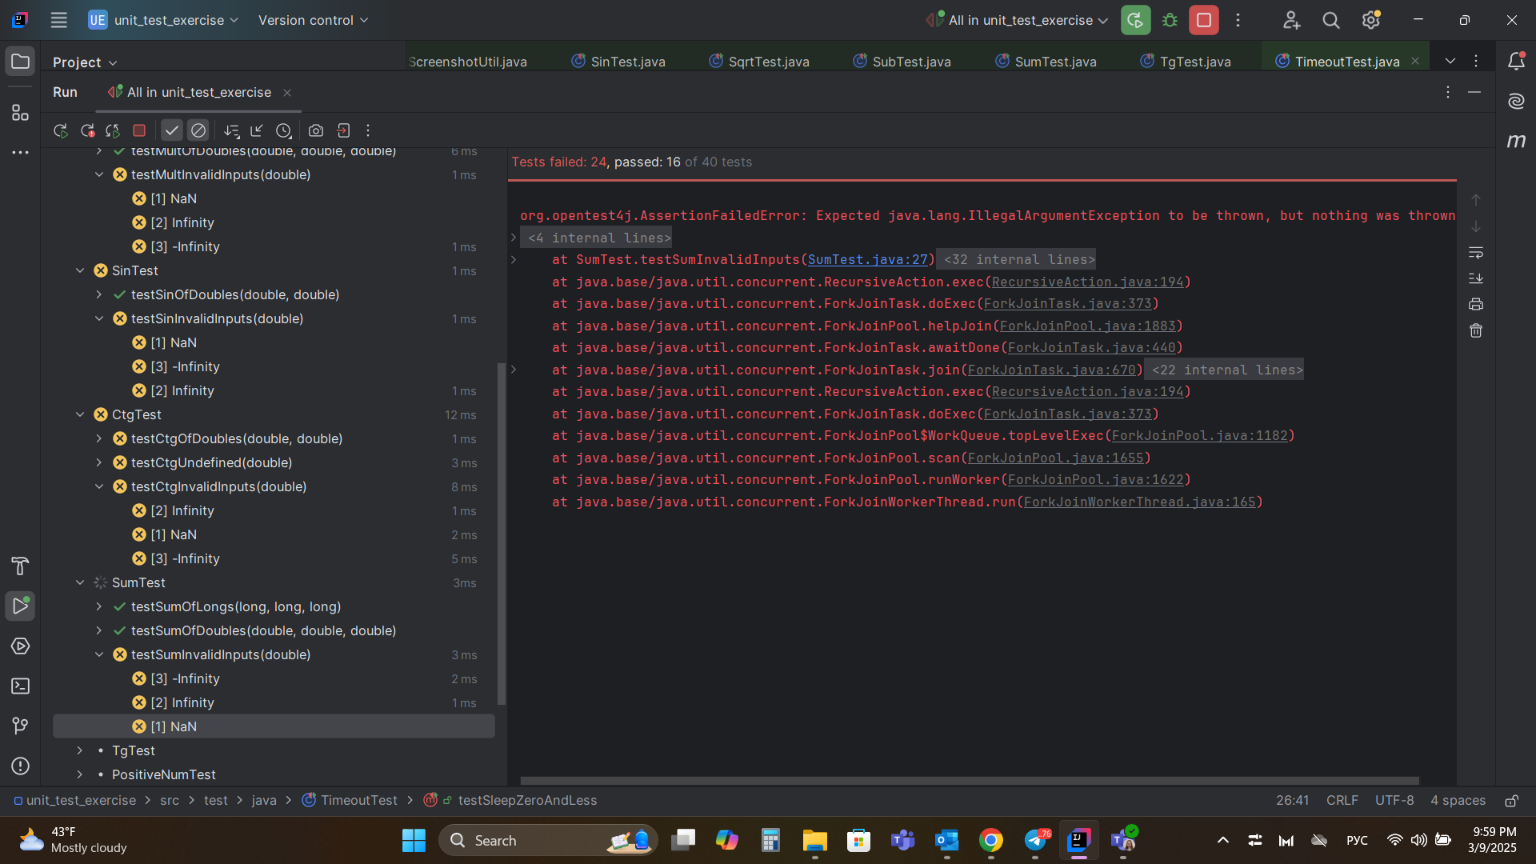 UE unit_test_exercise Version control All in unit_test_exercise
Project ScreenshotUtil.java SinTest.java SqrtTest.java SubTest.java SumTest.java TgTest.java TimeoutTest.java
Run All in unit_test_exercise
testMultOfDoubles(double, double, double) 6 ms
testMultInvalidInputs(double) 1 ms
[1] NaN
[2] Infinity
[3] -Infinity 1 ms
SinTest 1 ms
testSinOfDoubles(double, double)
testSinInvalidInputs(double) 1 ms
[1] NaN
[3] -Infinity
[2] Infinity 1 ms
CtgTest 12 ms
testCtgOfDoubles(double, double) 1 ms
testCtgUndefined(double) 3 ms
testCtgInvalidInputs(double) 8 ms
[2] Infinity 1 ms
[1] NaN 2 ms
[3] -Infinity 5 ms
SumTest 3ms
testSumOfLongs(long, long, long)
testSumOfDoubles(double, double, double)
testSumInvalidInputs(double) 3 ms
[3] -Infinity 2 ms
[2] Infinity 1 ms
[1] NaN
TgTest
PositiveNumTest
Tests failed: 24, passed: 16 of 40 tests
org.opentest4j.AssertionFailedError: Expected java.lang.IllegalArgumentException to be thrown, but nothing was thrown
<4 internal lines>
at SumTest.testSumInvalidInputs(SumTest.java:27) <32 internal lines>
at java.base/java.util.concurrent.RecursiveAction.exec(RecursiveAction.java:194)
at java.base/java.util.concurrent.ForkJoinTask.doExec(ForkJoinTask.java:373)
at java.base/java.util.concurrent.ForkJoinPool.helpJoin(ForkJoinPool.java:1883)
at java.base/java.util.concurrent.ForkJoinTask.awaitDone(ForkJoinTask.java:440)
at java.base/java.util.concurrent.ForkJoinTask.join(ForkJoinTask.java:670) <22 internal lines>
at java.base/java.util.concurrent.RecursiveAction.exec(RecursiveAction.java:194)
at java.base/java.util.concurrent.ForkJoinTask.doExec(ForkJoinTask.java:373)
at java.base/java.util.concurrent.ForkJoinPool$WorkQueue.topLevelExec(ForkJoinPool.java:1182)
at java.base/java.util.concurrent.ForkJoinPool.scan(ForkJoinPool.java:1655)
at java.base/java.util.concurrent.ForkJoinPool.runWorker(ForkJoinPool.java:1622)
at java.base/java.util.concurrent.ForkJoinWorkerThread.run(ForkJoinWorkerThread.java:165)
unit_test_exercise > src > test > java > TimeoutTest > testSleepZeroAndLess 26:41 CRLF UTF-8 4 spaces
43°F
Mostly cloudy
Search
РУС
9:59 PM
3/9/2025